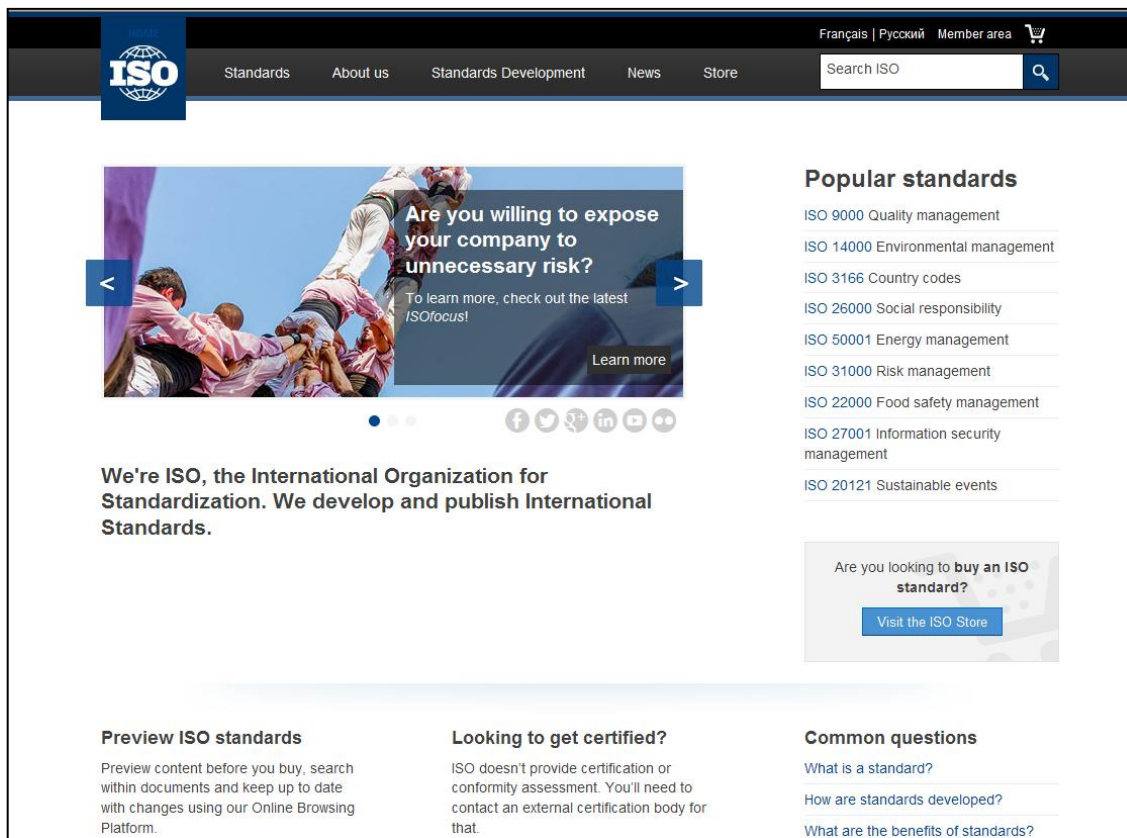 HOME
ISO
Français | Русский Member area
Standards About us Standards Development News Store
Search ISO
Are you willing to expose
your company to
unnecessary risk?
To learn more, check out the latest
ISOfocus!
Learn more
<
>
We're ISO, the International Organization for
Standardization. We develop and publish International
Standards.
Popular standards
ISO 9000 Quality management
ISO 14000 Environmental management
ISO 3166 Country codes
ISO 26000 Social responsibility
ISO 50001 Energy management
ISO 31000 Risk management
ISO 22000 Food safety management
ISO 27001 Information security
management
ISO 20121 Sustainable events
Are you looking to buy an ISO
standard?
Visit the ISO Store
Preview ISO standards
Preview content before you buy, search
within documents and keep up to date
with changes using our Online Browsing
Platform.
Looking to get certified?
ISO doesn't provide certification or
conformity assessment. You'll need to
contact an external certification body for
that.
Common questions
What is a standard?
How are standards developed?
What are the benefits of standards?